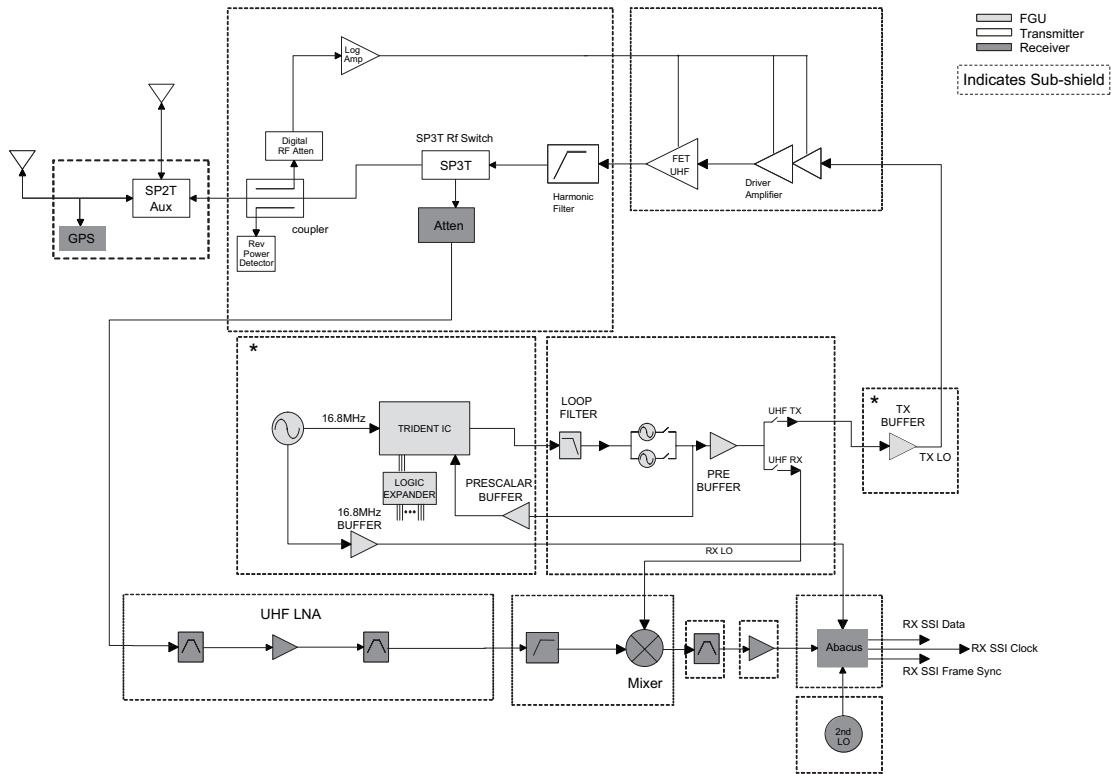 FGU
Transmitter
Receiver
Indicates Sub-shield
Log
Amp
Digital
RF Atten
SP3T Rf Switch
SP3T
Harmonic
Filter
FET
UHF
Driver
Amplifier
SP2T
Aux
GPS
coupler
Rev
Power
Detector
Atten
*
16.8MHz
TRIDENT IC
LOGIC
EXPANDER
PRESCALAR
BUFFER
16.8MHz
BUFFER
LOOP
FILTER
PRE
BUFFER
UHF TX
UHF RX
RX LO
*
TX
BUFFER
TX LO
UHF LNA
Mixer
Abacus
RX SSI Data
RX SSI Clock
RX SSI Frame Sync
2nd
LO